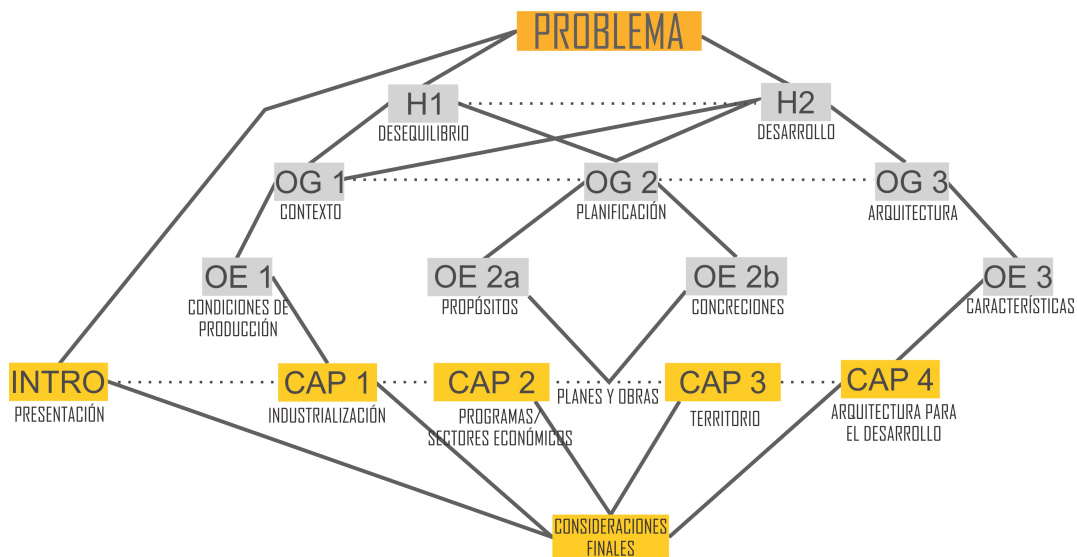 PROBLEMA
H1
DESEQUILIBRIO
H2
DESARROLLO
OG 1
CONTEXTO
OG 2
PLANIFICACIÓN
OG 3
ARQUITECTURA
OE 1
CONDICIONES DE
PRODUCCIÓN
OE 2a
PROPÓSITOS
OE 2b
CONCRECIONES
OE 3
CARACTERÍSTICAS
INTRO
PRESENTACIÓN
CAP 1
INDUSTRIALIZACIÓN
CAP 2
PROGRAMAS/
SECTORES ECONÓMICOS
PLANES Y OBRAS
CAP 3
TERRITORIO
CAP 4
ARQUITECTURA PARA
EL DESARROLLO
CONSIDERACIONES
FINALES